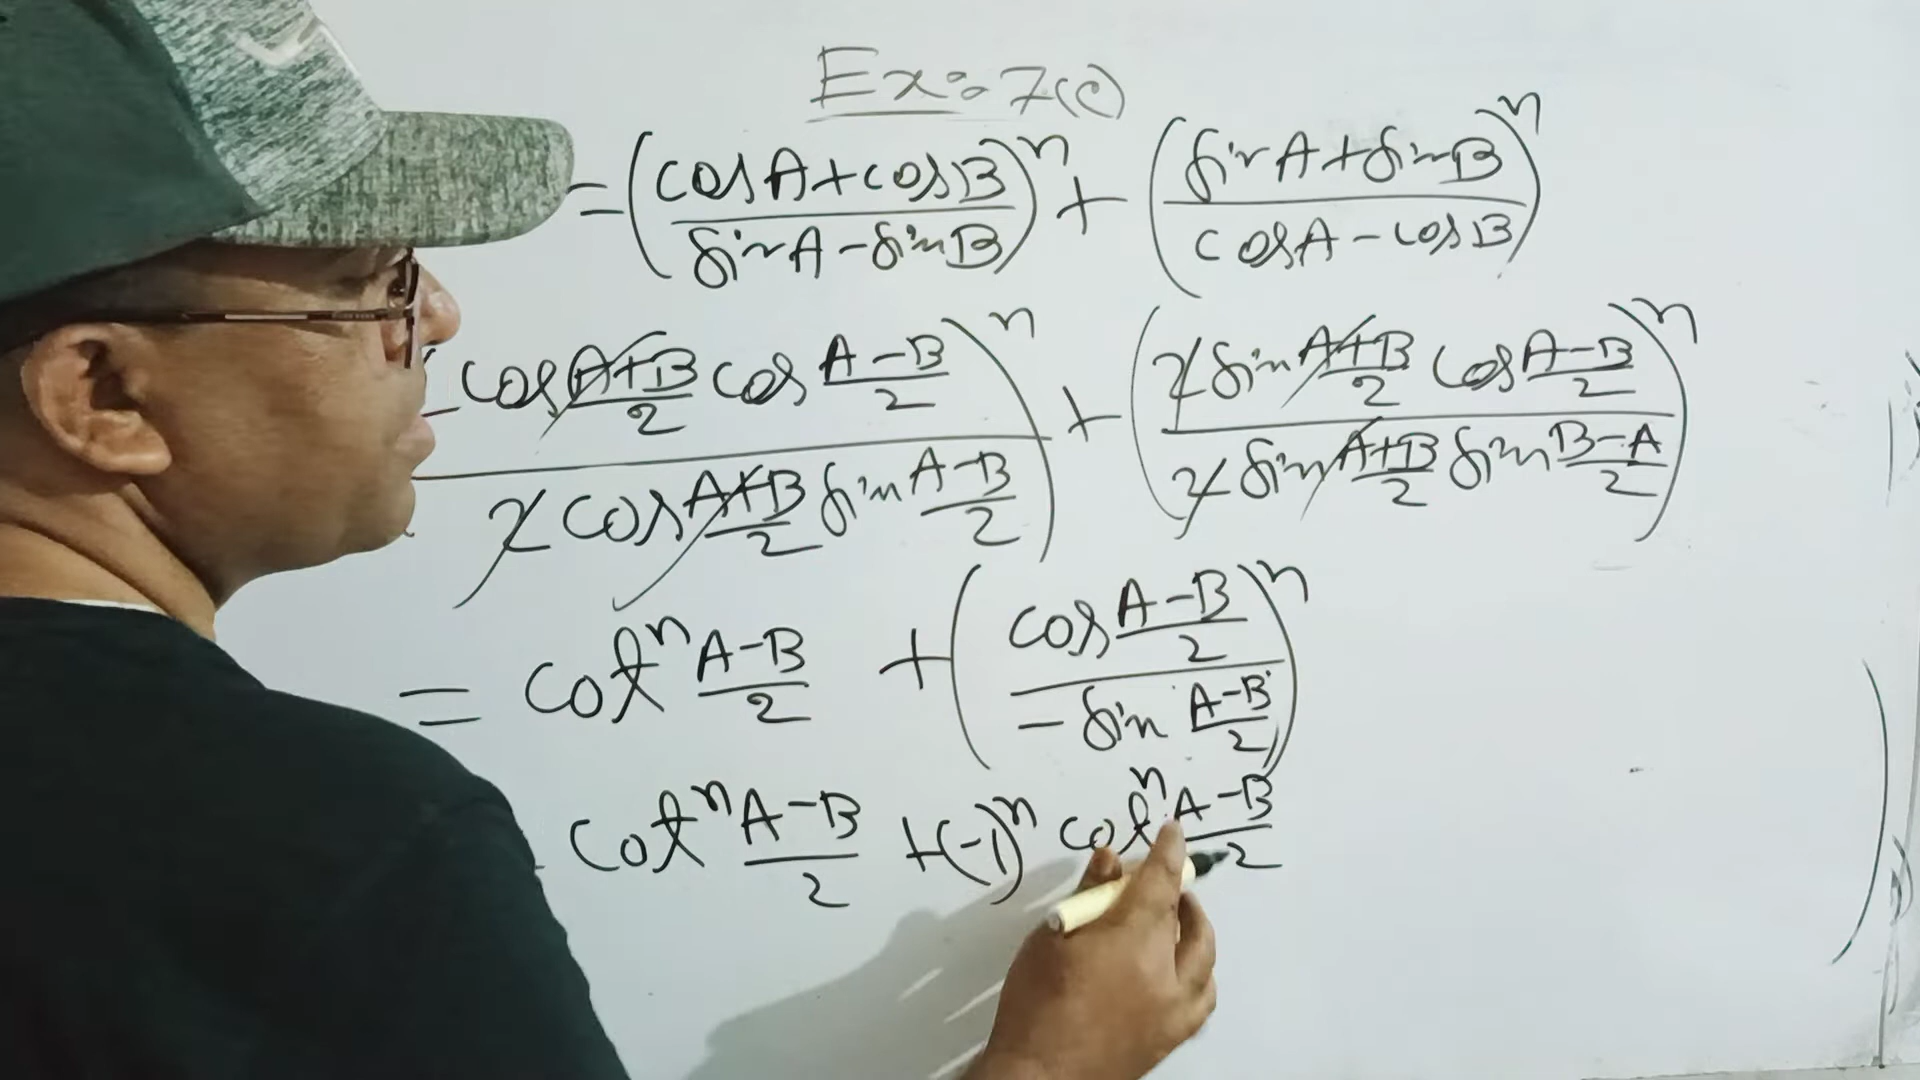 Ex:-7(C)
= (cosA+cosB / sinA-sinB)^n + (sinA+sinB / cosA-cosB)^n
cos A+B/2 cos A-B/2 / 2 cos A+B/2 sin A-B/2)^n + (2 sin A+B/2 cos A-B/2 / 2 sin A+B/2 sin B-A/2)^n
= cot^n A-B/2 + (cos A-B/2 / - sin A-B/2)^n
cot^n A-B/2 +(-1)^n cot^n A-B/2